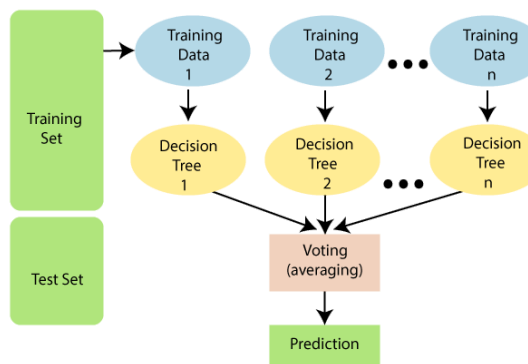 Training
Set
Test Set
Training
Data
1
Training
Data
2
Training
Data
n
Decision
Tree
1
Decision
Tree
2
Decision
Tree
n
Voting
(averaging)
Prediction